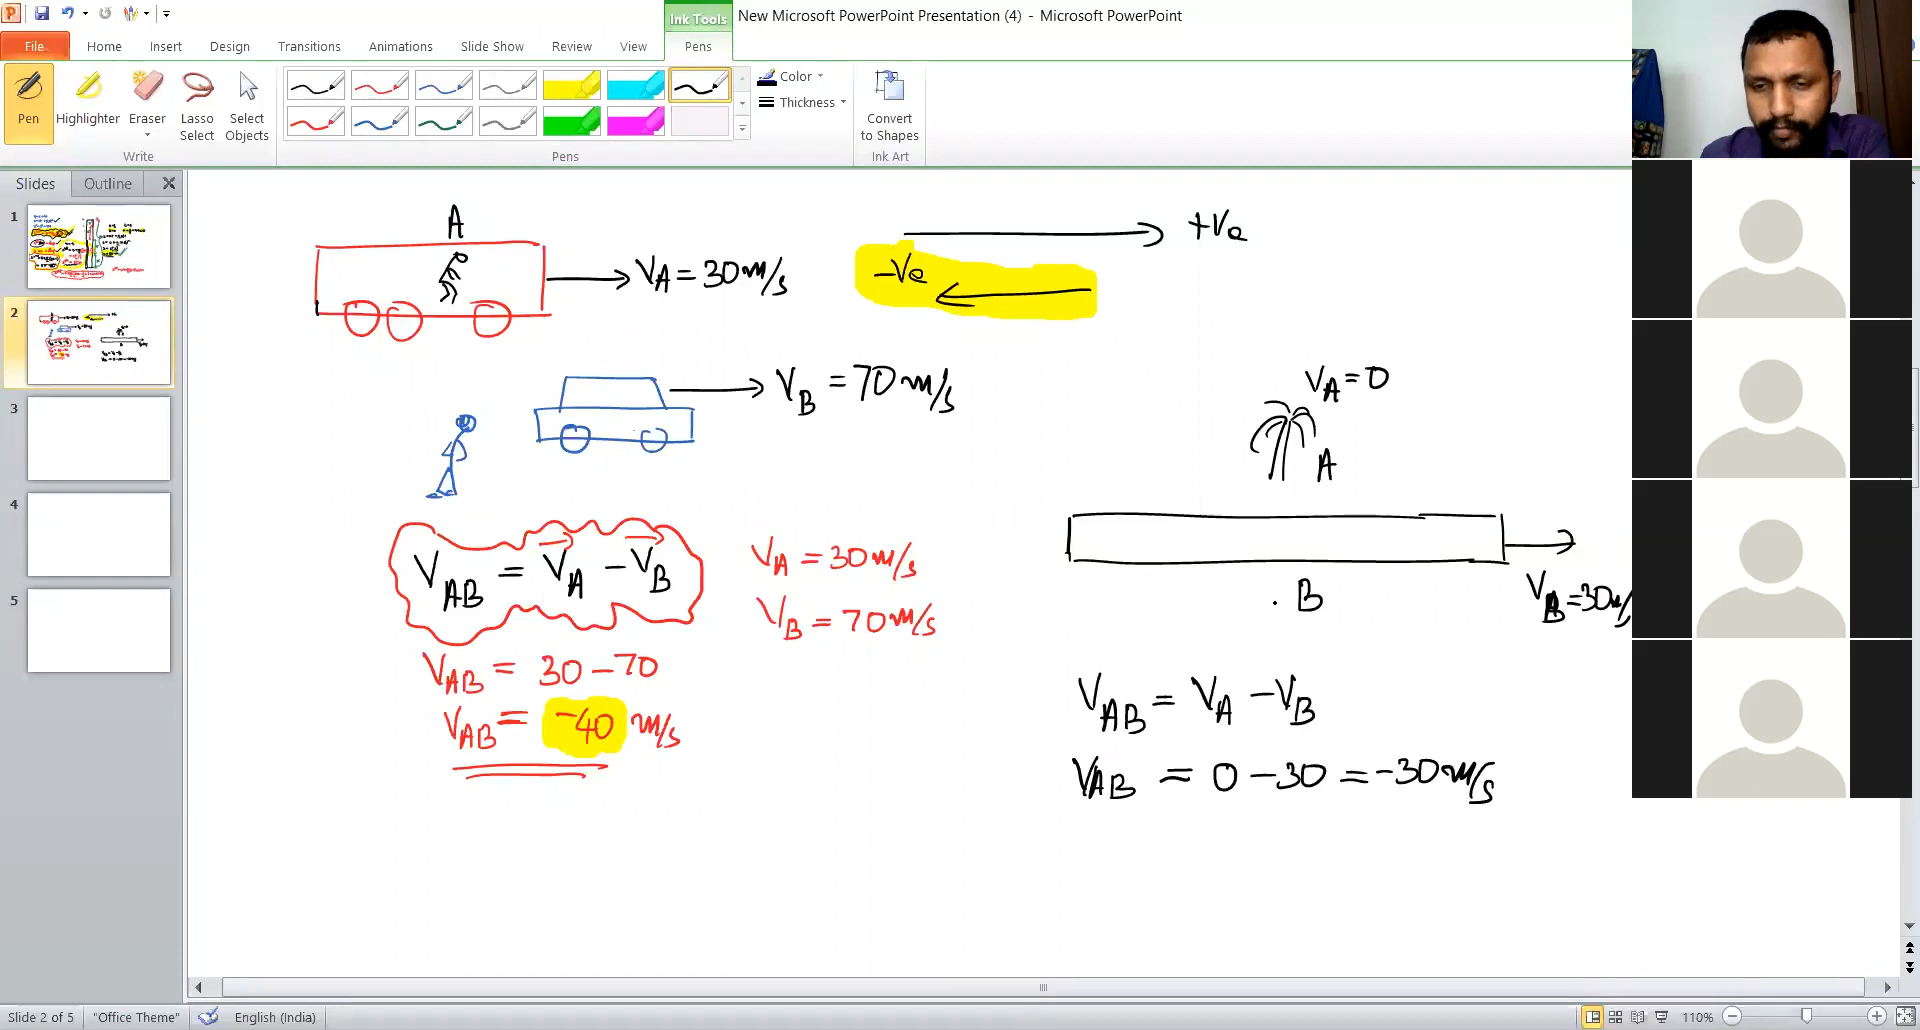 New Microsoft PowerPoint Presentation (4) - Microsoft PowerPoint
Ink Tools
File Home Insert Design Transitions Animations Slide Show Review View Pens
Pen Highlighter Eraser Lasso Select Select Objects
Write
Pens
Color
Thickness
Convert to Shapes
Ink Art
Slides Outline
1
2
3
4
5
A
VA = 30 m/s
+Ve
-Ve
VB = 70 m/s
VA = 0
A
VAB = VA - VB
VA = 30 m/s
VB = 70 m/s
B
VB = 30 m/
VAB = 30 - 70
VAB = -40 m/s
VAB = VA - VB
VAB = 0 - 30 = -30 m/s
Slide 2 of 5 "Office Theme" English (India) 110%